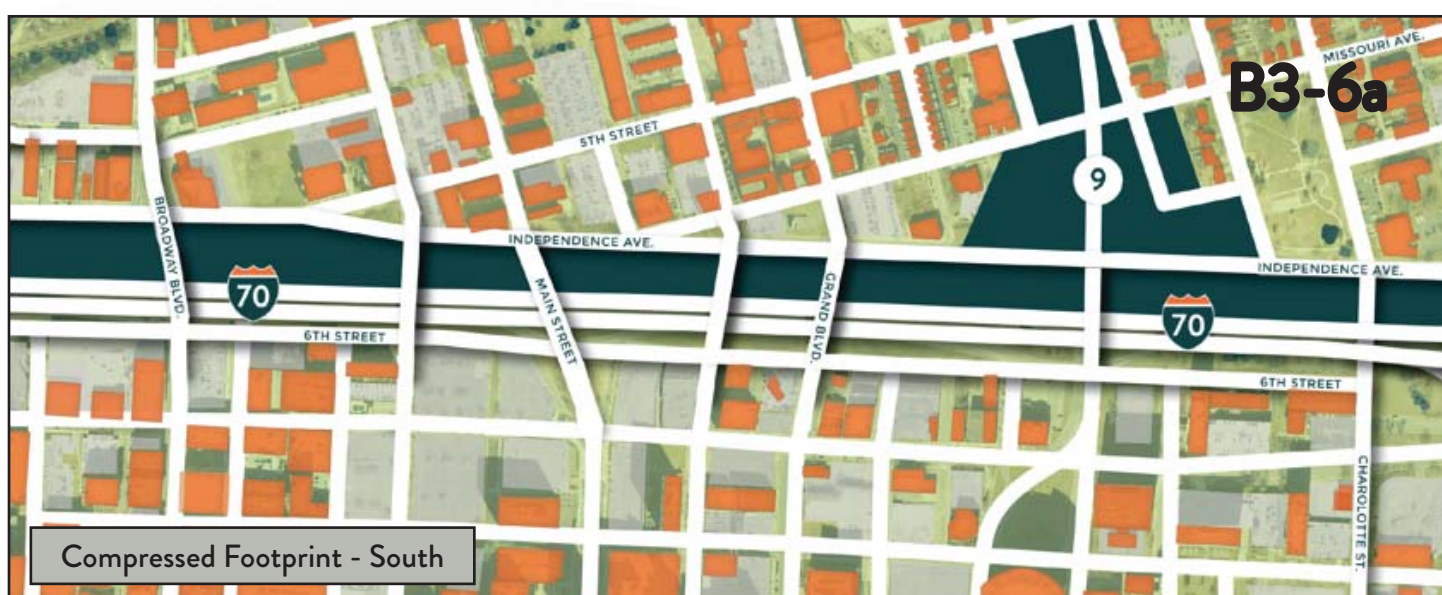 MISSOURI AVE.
B3-6a
5TH STREET
9
BROADWAY BLVD.
INDEPENDENCE AVE.
INDEPENDENCE AVE.
70
MAIN STREET
GRAND BLVD.
70
6TH STREET
6TH STREET
CHAROLOTTE ST.
Compressed Footprint - South